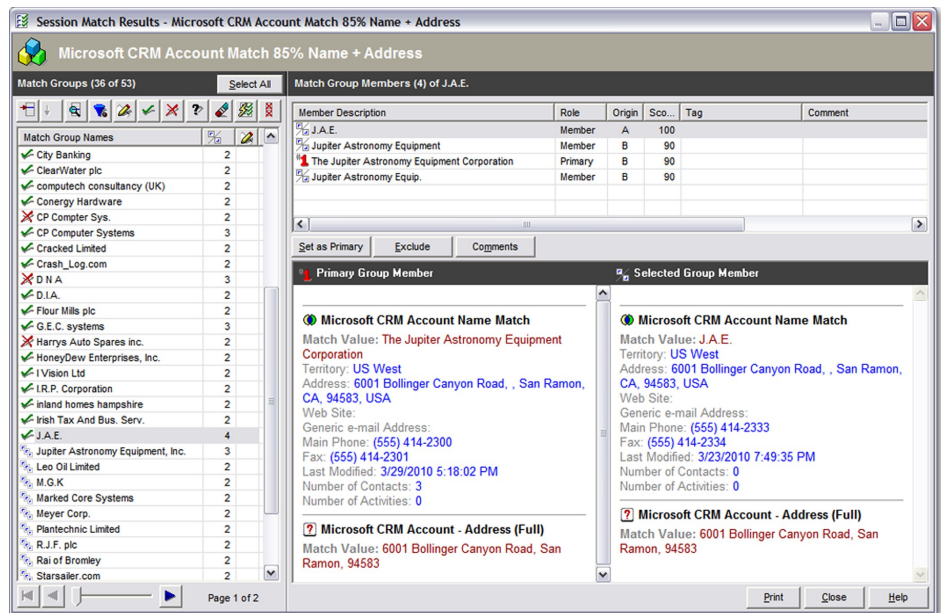 Session Match Results - Microsoft CRM Account Match 85% Name + Address
Microsoft CRM Account Match 85% Name + Address
Match Groups (36 of 53)
Select All
Match Group Names
City Banking 2
ClearWater plc 2
computech consultancy (UK) 2
Conergy Hardware 2
CP Compter Sys. 2
CP Computer Systems 3
Cracked Limited 2
Crash_Log.com 2
D N A 3
D.I.A. 2
Flour Mills plc 2
G.E.C. systems 3
Harrys Auto Spares inc. 2
HoneyDew Enterprises, Inc. 2
I Vision Ltd 2
I.R.P. Corporation 2
inland homes hampshire 2
Irish Tax And Bus. Serv. 2
J.A.E. 4
Jupiter Astronomy Equipment, Inc. 3
Leo Oil Limited 2
M.G.K 2
Marked Core Systems 2
Meyer Corp. 2
Plantechnic Limited 2
R.J.F. plc 2
Rai of Bromley 2
Starsailer.com 2
Page 1 of 2
Match Group Members (4) of J.A.E.
Member Description Role Origin Sco... Tag Comment
J.A.E. Member A 100
Jupiter Astronomy Equipment Member B 90
The Jupiter Astronomy Equipment Corporation Primary B 90
Jupiter Astronomy Equip. Member B 90
Set as Primary Exclude Comments
Primary Group Member
Microsoft CRM Account Name Match
Match Value: The Jupiter Astronomy Equipment
Corporation
Territory: US West
Address: 6001 Bollinger Canyon Road, , San Ramon,
CA, 94583, USA
Web Site:
Generic e-mail Address:
Main Phone: (555) 414-2300
Fax: (555) 414-2301
Last Modified: 3/29/2010 5:18:02 PM
Number of Contacts: 3
Number of Activities: 0
Microsoft CRM Account - Address (Full)
Match Value: 6001 Bollinger Canyon Road, San
Ramon, 94583
Selected Group Member
Microsoft CRM Account Name Match
Match Value: J.A.E.
Territory: US West
Address: 6001 Bollinger Canyon Road, , San Ramon,
CA, 94583, USA
Web Site:
Generic e-mail Address:
Main Phone: (555) 414-2333
Fax: (555) 414-2334
Last Modified: 3/23/2010 7:49:35 PM
Number of Contacts: 0
Number of Activities: 0
Microsoft CRM Account - Address (Full)
Match Value: 6001 Bollinger Canyon Road, San
Ramon, 94583
Print Close Help